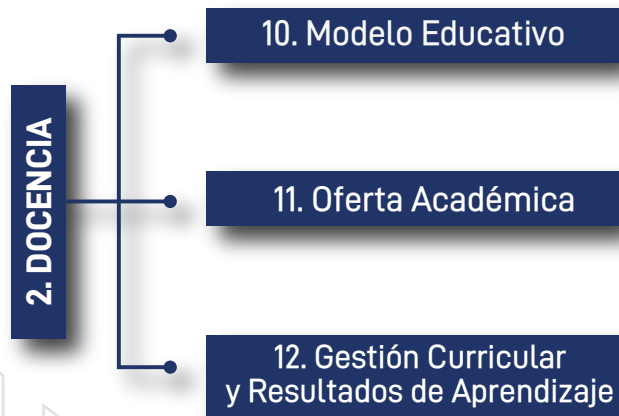 2. DOCENCIA
10. Modelo Educativo
11. Oferta Académica
12. Gestión Curricular
y Resultados de Aprendizaje